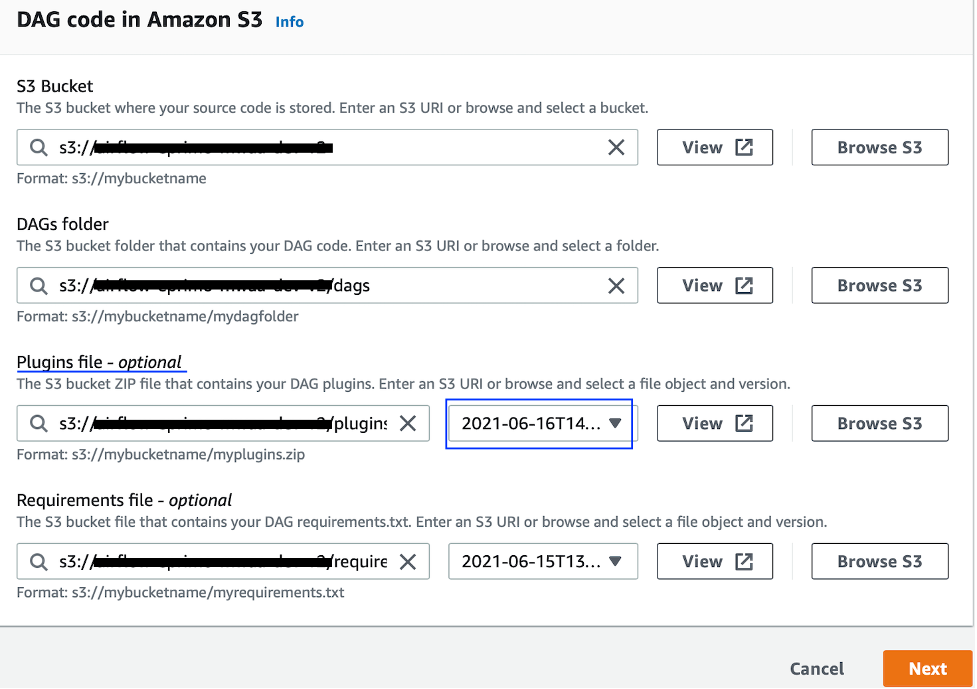 DAG code in Amazon S3 Info
S3 Bucket
The S3 bucket where your source code is stored. Enter an S3 URI or browse and select a bucket.
s3:// View Browse S3
Format: s3://mybucketname
DAGs folder
The S3 bucket folder that contains your DAG code. Enter an S3 URI or browse and select a folder.
s3:// /dags View Browse S3
Format: s3://mybucketname/mydagfolder
Plugins file - optional
The S3 bucket ZIP file that contains your DAG plugins. Enter an S3 URI or browse and select a file object and version.
s3:// /plugins 2021-06-16T14... View Browse S3
Format: s3://mybucketname/myplugins.zip
Requirements file - optional
The S3 bucket file that contains your DAG requirements.txt. Enter an S3 URI or browse and select a file object and version.
s3:// /require 2021-06-15T13... View Browse S3
Format: s3://mybucketname/myrequirements.txt
Cancel Next